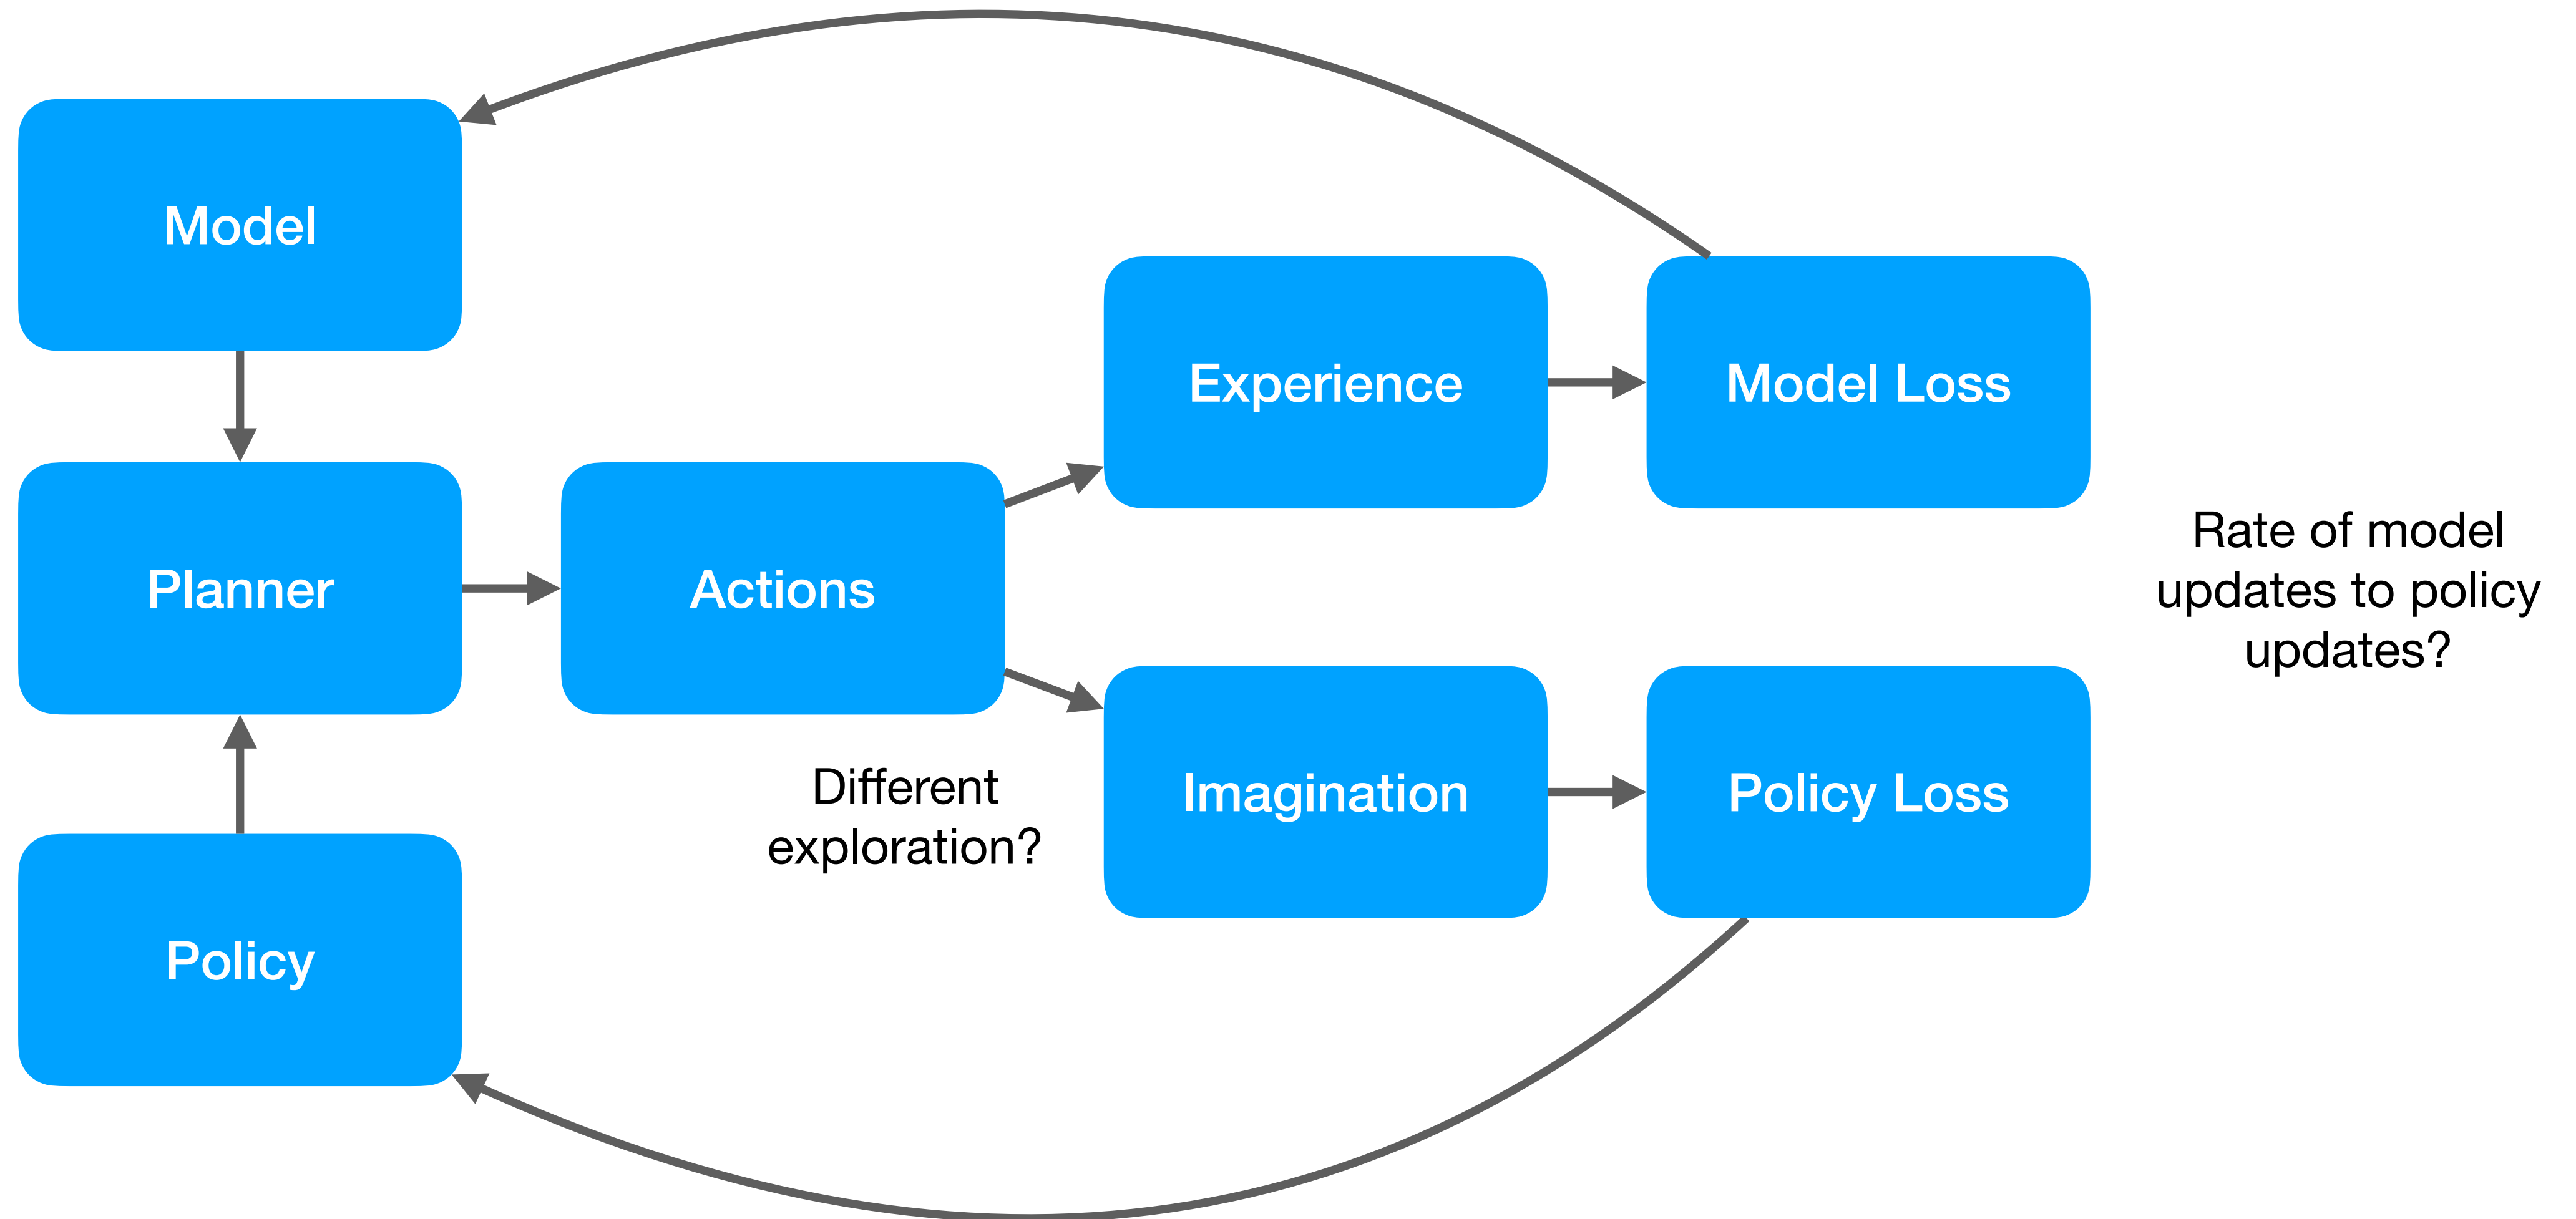 Model
Experience
Model Loss
Planner
Actions
Rate of model
updates to policy
updates?
Different
exploration?
Imagination
Policy Loss
Policy